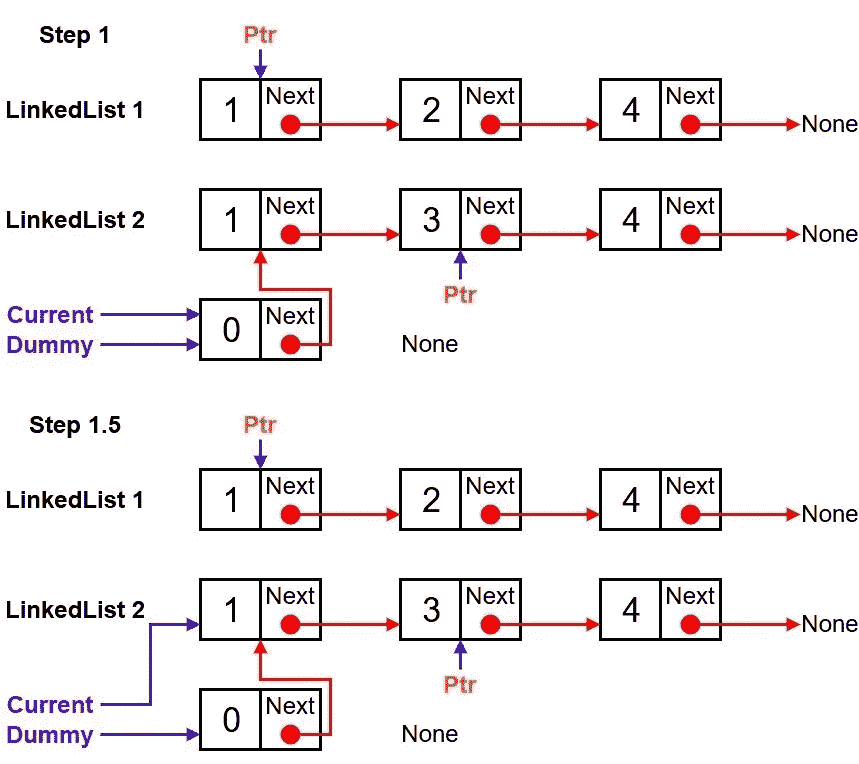 Step 1 Ptr
LinkedList 1 1 Next 2 Next 4 Next None
LinkedList 2 1 Next 3 Next 4 Next None
Ptr
Current
Dummy 0 Next None
Step 1.5 Ptr
LinkedList 1 1 Next 2 Next 4 Next None
LinkedList 2 1 Next 3 Next 4 Next None
Ptr
Current
Dummy 0 Next None